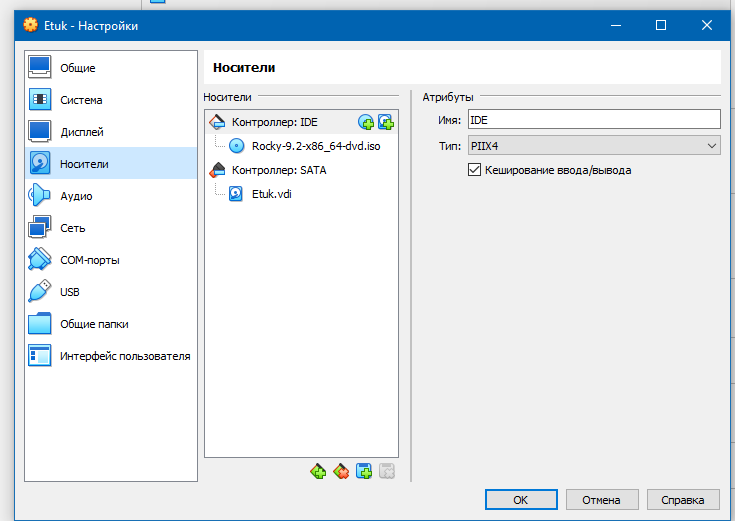 Etuk - Настройки
Общие
Система
Дисплей
Носители
Аудио
Сеть
COM-порты
USB
Общие папки
Интерфейс пользователя
Носители
Носители
Контроллер: IDE
Rocky-9.2-x86_64-dvd.iso
Контроллер: SATA
Etuk.vdi
Атрибуты
Имя: IDE
Тип: PIIX4
Кеширование ввода/вывода
OK Отмена Справка